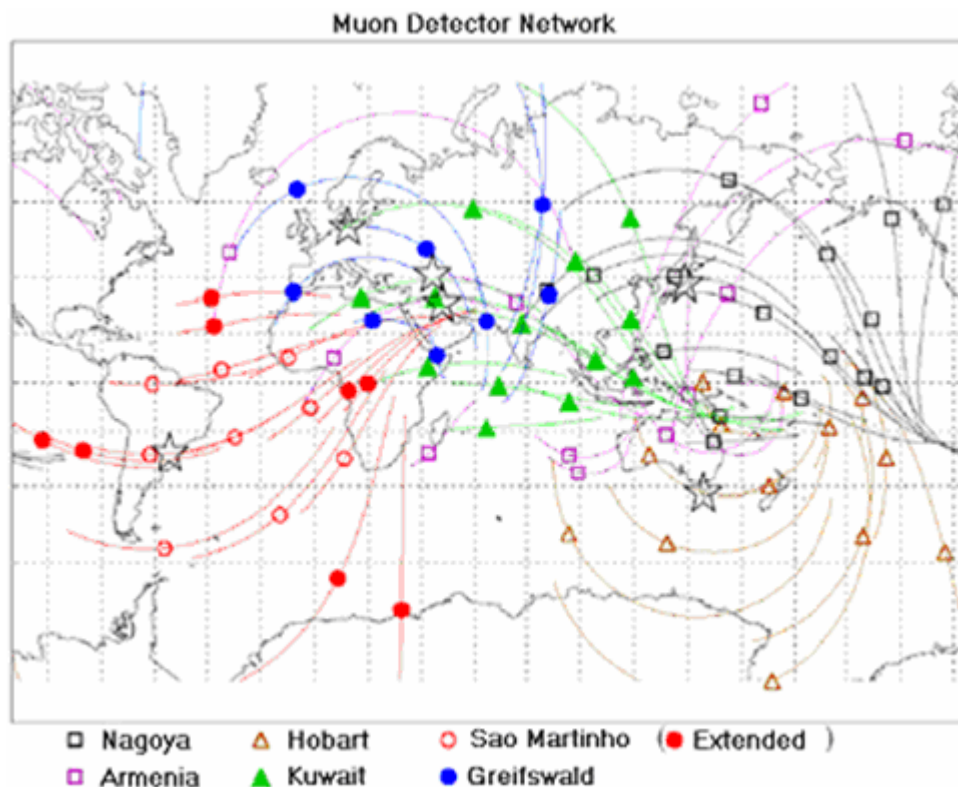 Muon Detector Network
Nagoya Hobart Sao Martinho ( Extended )
Armenia Kuwait Greifswald